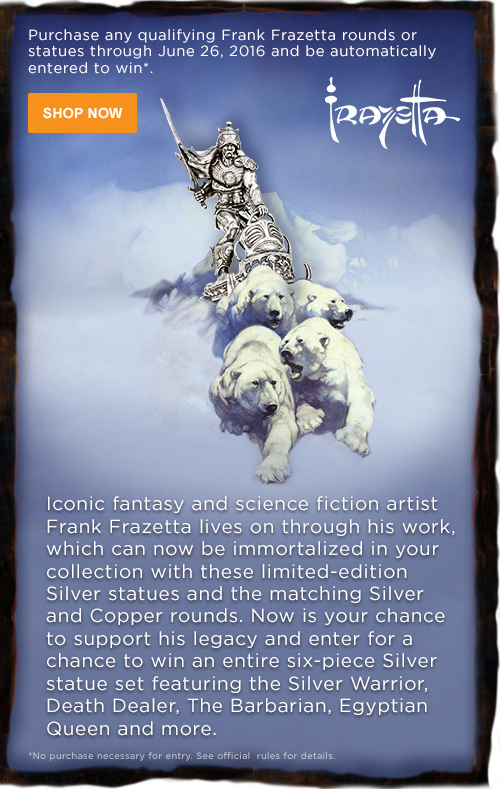 Purchase any qualifying Frank Frazetta rounds or
statues through June 26, 2016 and be automatically
entered to win*.
SHOP NOW
Frazetta
Iconic fantasy and science fiction artist
Frank Frazetta lives on through his work,
which can now be immortalized in your
collection with these limited-edition
Silver statues and the matching Silver
and Copper rounds. Now is your chance
to support his legacy and enter for a
chance to win an entire six-piece Silver
statue set featuring the Silver Warrior,
Death Dealer, The Barbarian, Egyptian
Queen and more.
*No purchase necessary for entry. See official rules for details.